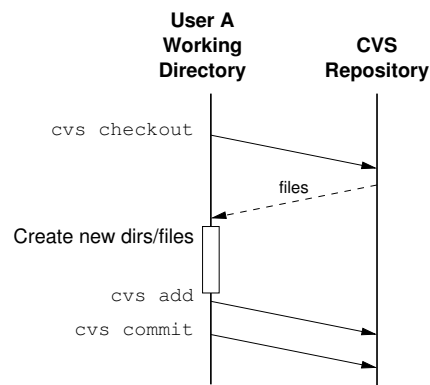 User A
Working
Directory
CVS
Repository
cvs checkout
files
Create new dirs/files
cvs add
cvs commit